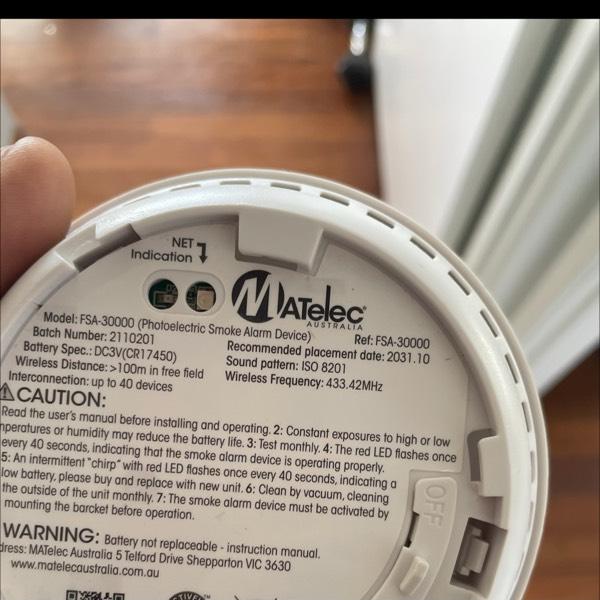 NET
Indication
MATelec®
AUSTRALIA
Model: FSA-30000 (Photoelectric Smoke Alarm Device)
Ref: FSA-30000
Batch Number: 2110201
Recommended placement date: 2031.10
Battery Spec.: DC3V(CR17450)
Sound pattern: ISO 8201
Wireless Distance: >100m in free field
Wireless Frequency: 433.42MHz
Interconnection: up to 40 devices
CAUTION:
Read the user's manual before installing and operating. 2: Constant exposures to high or low
mperatures or humidity may reduce the battery life. 3: Test monthly. 4: The red LED flashes once
every 40 seconds, indicating that the smoke alarm device is operating properly.
5: An intermittent "chirp" with red LED flashes once every 40 seconds, indicating a
low battery, please buy and replace with new unit. 6: Clean by vacuum, cleaning
the outside of the unit monthly. 7: The smoke alarm device must be activated by
mounting the barcket before operation.
OFF
WARNING: Battery not replaceable - instruction manual.
dress: MATelec Australia 5 Telford Drive Shepparton VIC 3630
www.matelecaustralia.com.au